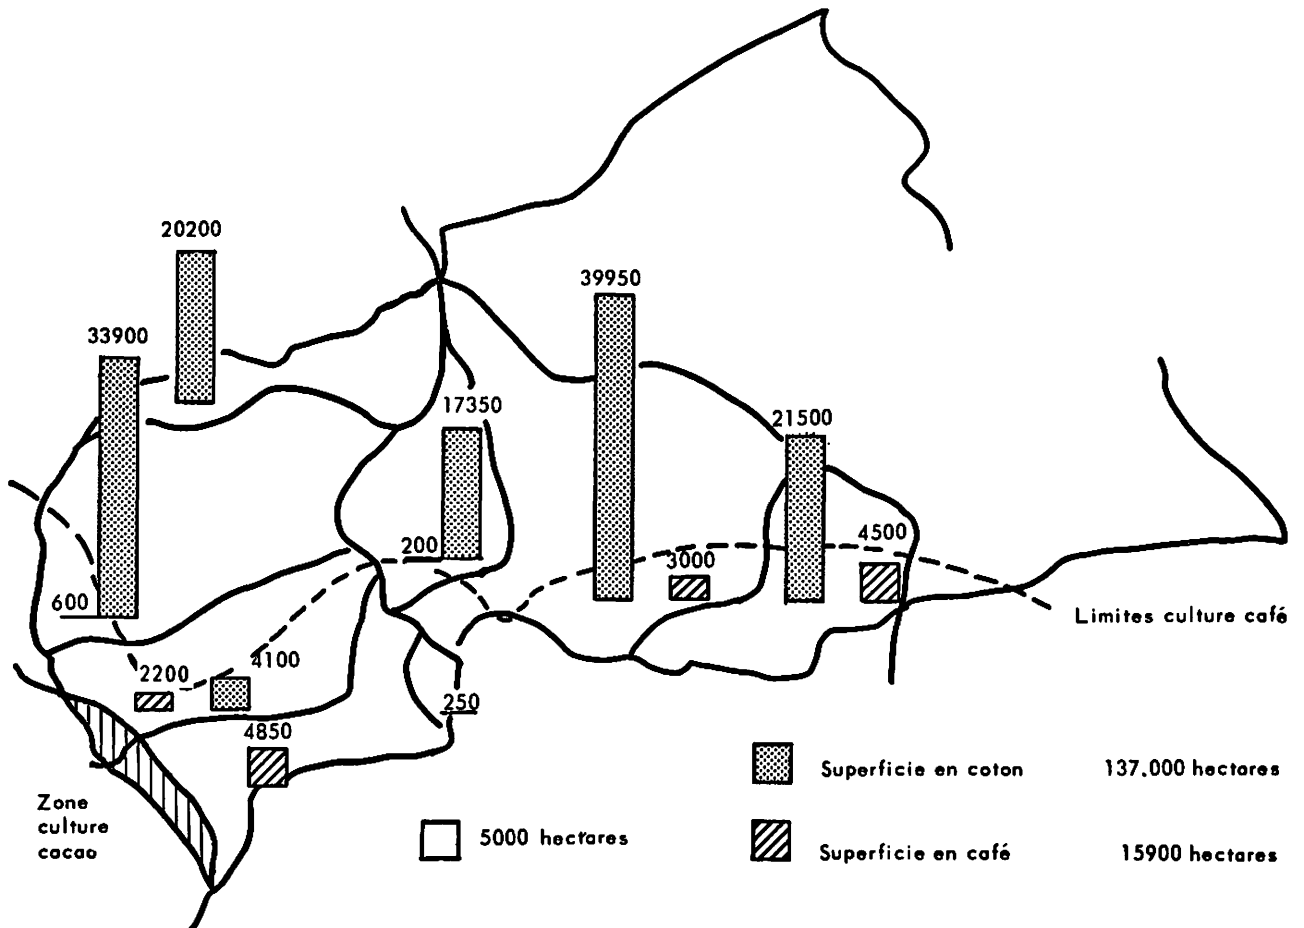 20200
39950
33900
17350
21500
200
4500
3000
600
Limites culture café
2200
4100
250
4850
Superficie en coton 137.000 hectares
Zone
culture
cacao
5000 hectares
Superficie en café 15900 hectares